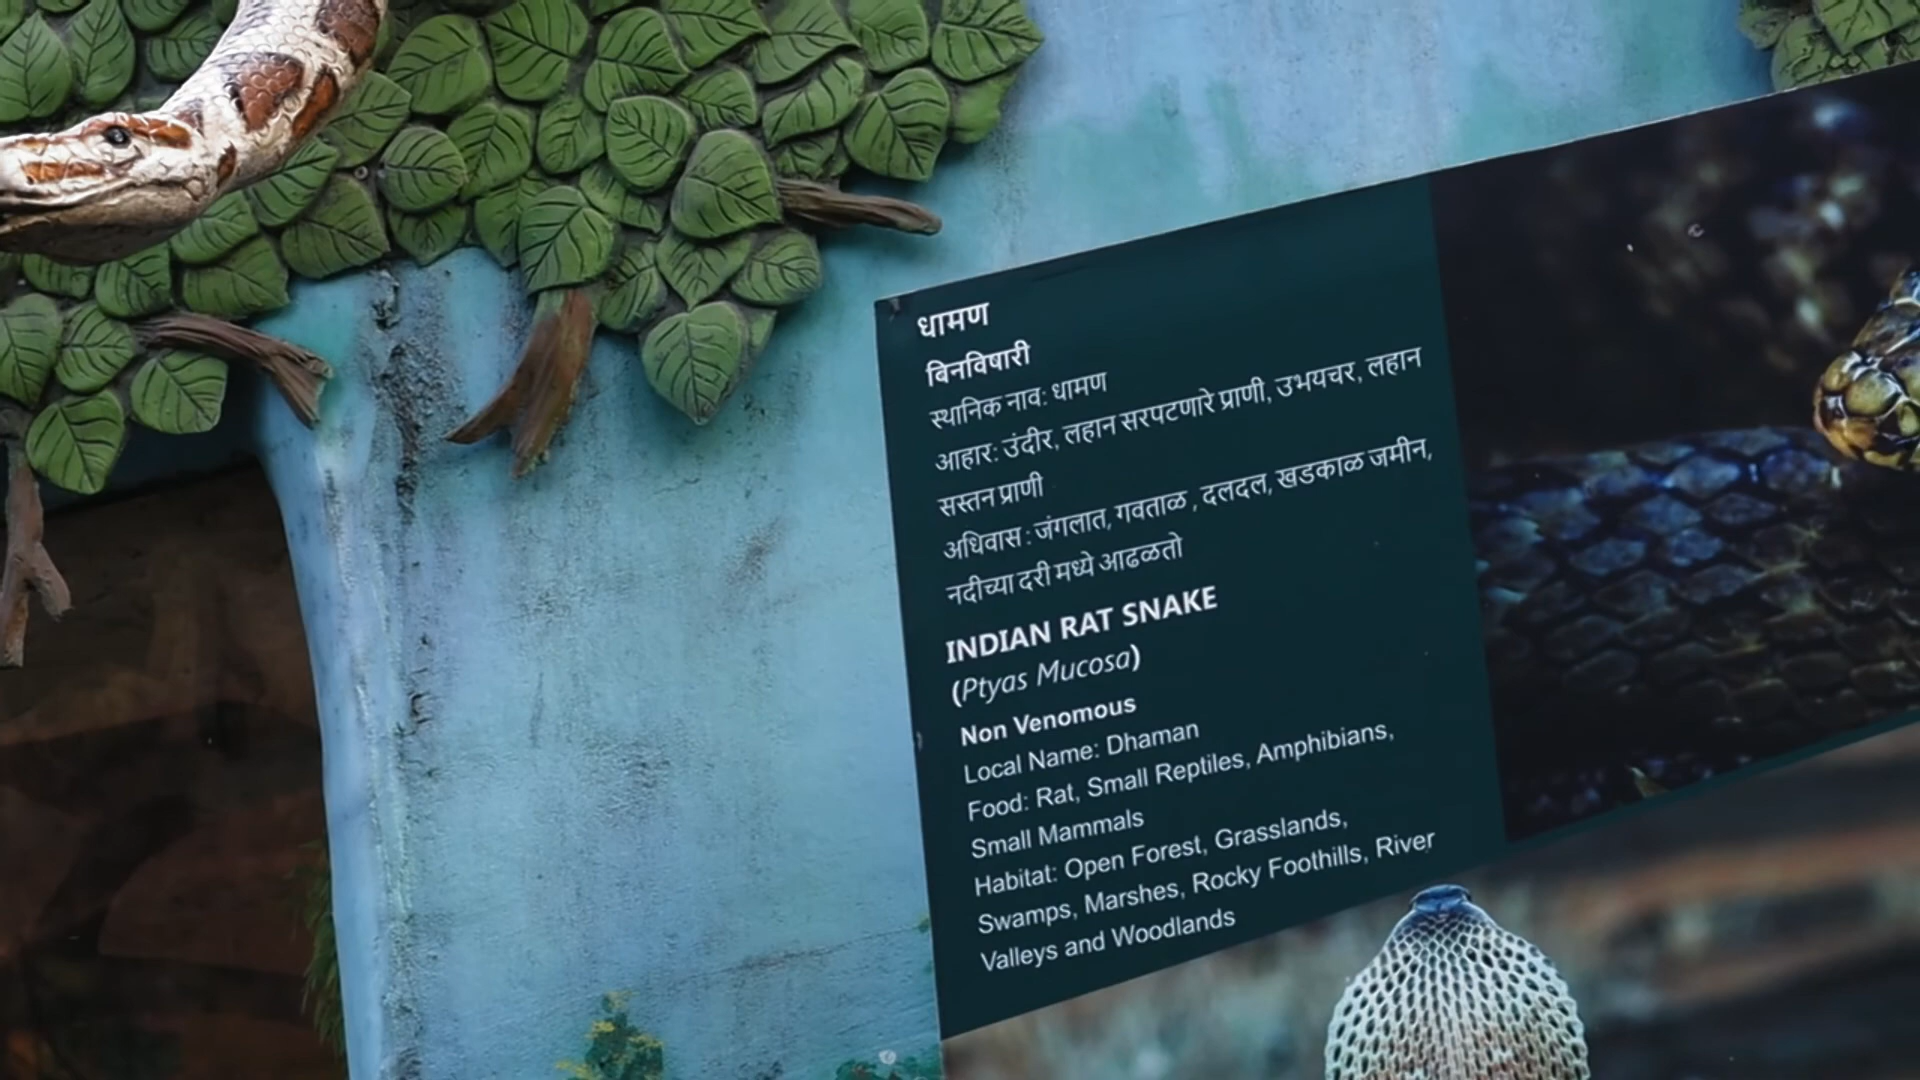 धामण
बिनविषारी
स्थानिक नाव: धामण
आहार: उंदीर, लहान सरपटणारे प्राणी, उभयचर, लहान
सस्तन प्राणी
अधिवास : जंगलात, गवताळ , दलदल, खडकाळ जमीन,
नदीच्या दरी मध्ये आढळतो
INDIAN RAT SNAKE
(Ptyas Mucosa)
Non Venomous
Local Name: Dhaman
Food: Rat, Small Reptiles, Amphibians,
Small Mammals
Habitat: Open Forest, Grasslands,
Swamps, Marshes, Rocky Foothills, River
Valleys and Woodlands